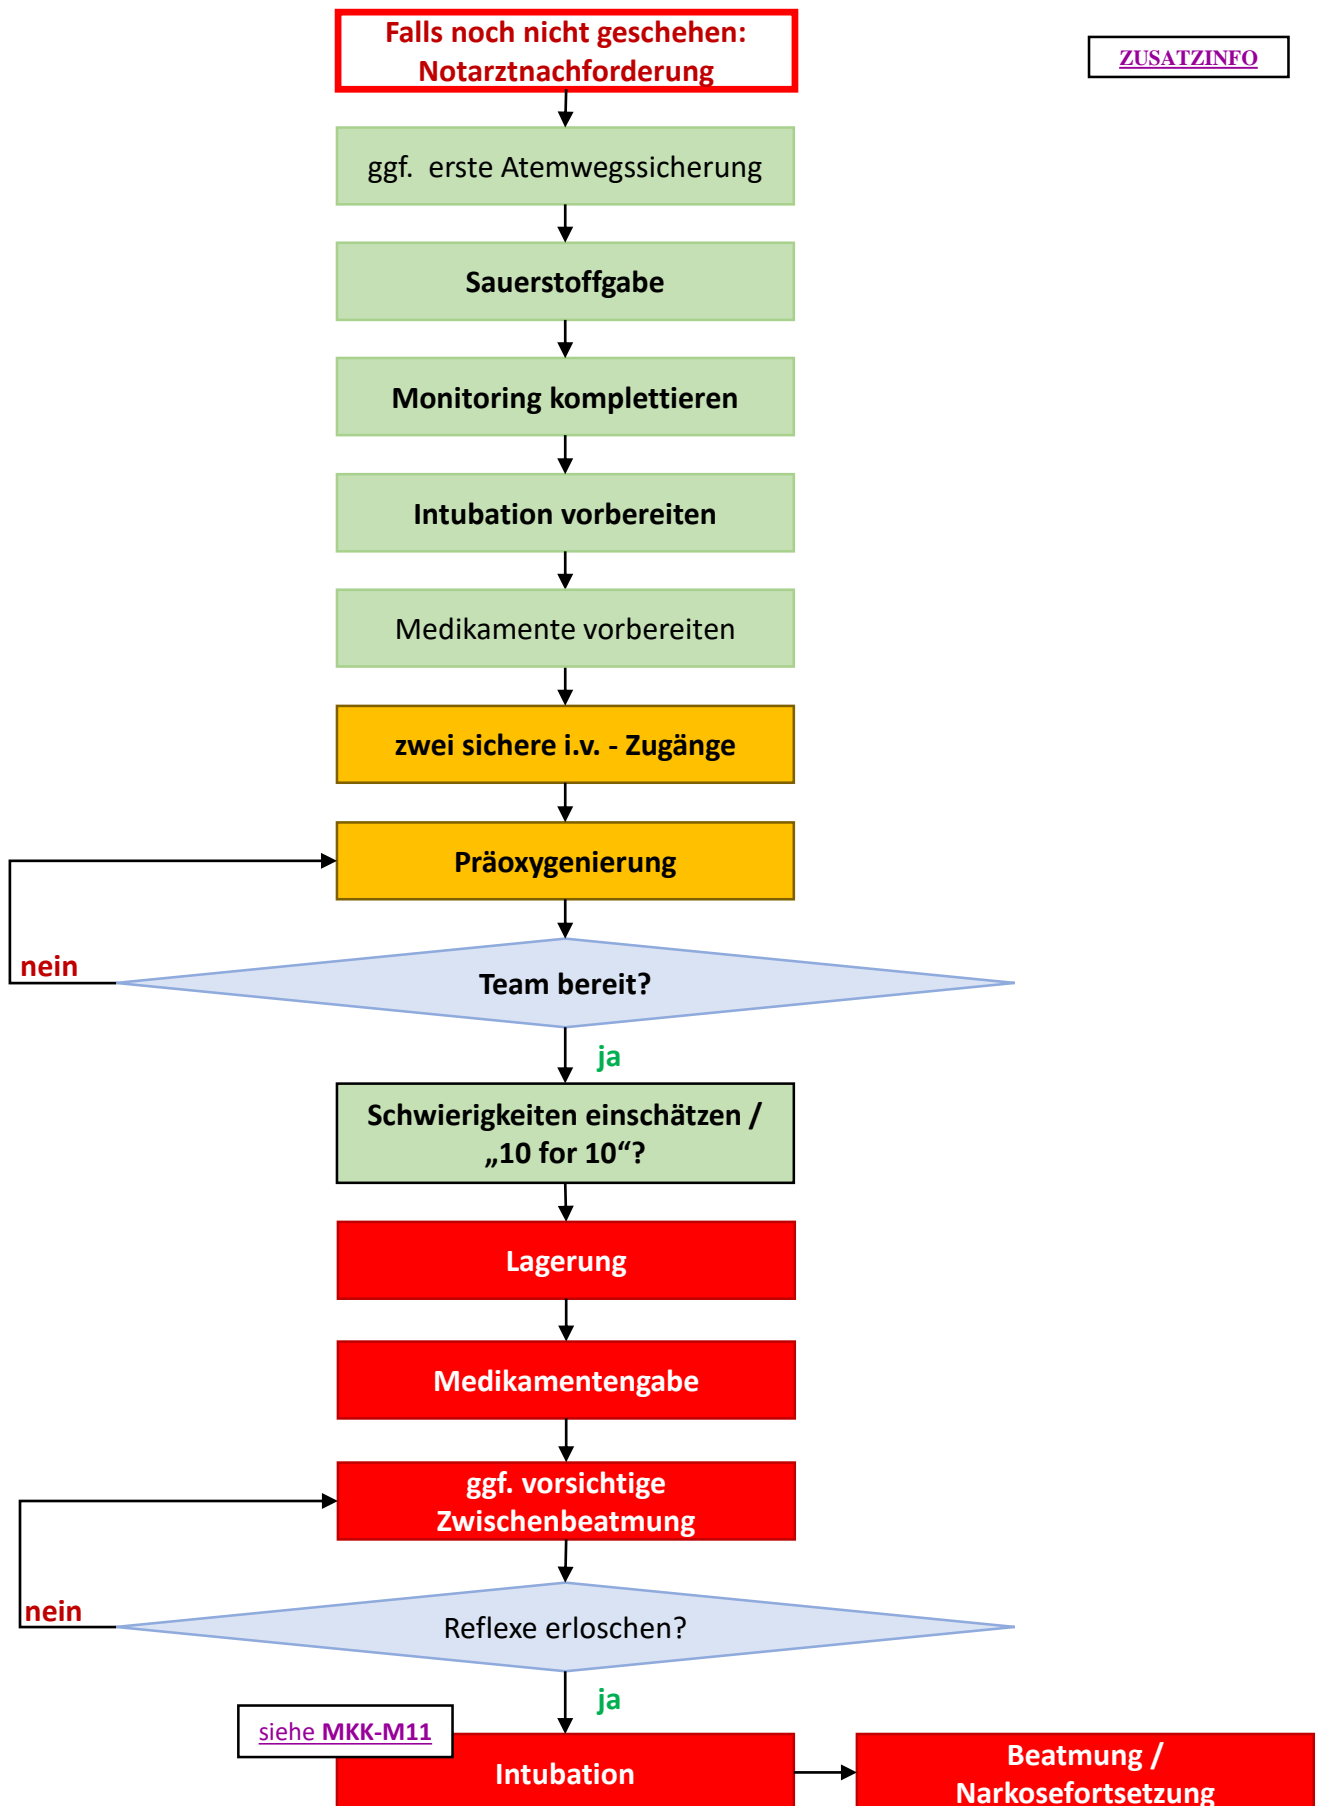 Falls noch nicht geschehen:
Notarztnachforderung
ZUSATZINFO
ggf.  erste Atemwegssicherung
Sauerstoffgabe
Monitoring komplettieren
Intubation vorbereiten
Medikamente vorbereiten
zwei sichere i.v. - Zugänge
Präoxygenierung
nein
Team bereit?
ja
Schwierigkeiten einschätzen /
„10 for 10“?
Lagerung
Medikamentengabe
ggf. vorsichtige
Zwischenbeatmung
nein
Reflexe erloschen?
ja
siehe MKK-M11
Intubation
Beatmung /
Narkosefortsetzung